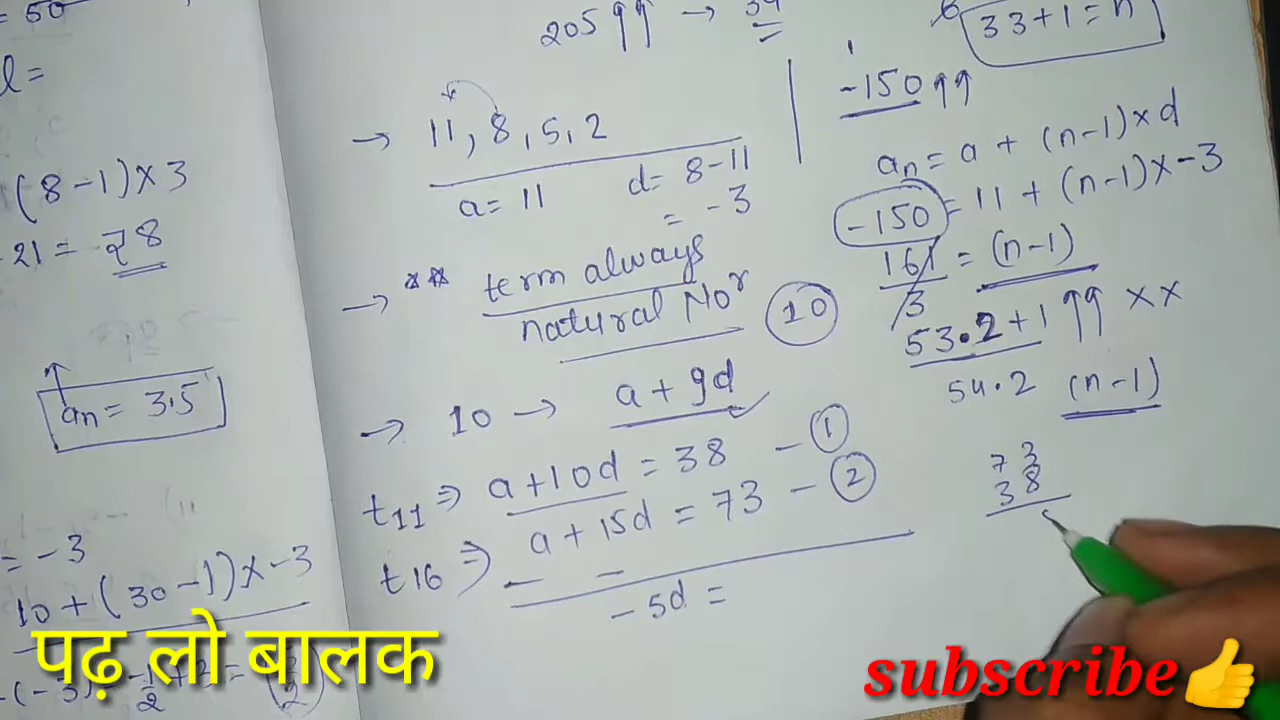 = 50
l =
(8-1)×3
21 = 28
an = 3.5
= -3
10+(30-1)×-3
205 →
→ 11, 8, 5, 2
a = 11 d = 8-11
= -3
→ ** term always
natural No r
10
→ 10 → a + 9d
t11 ⇒ a+10d = 38 - ①
t16 ⇒ a + 15d = 73 - ②
- -
-5d =
33+1 = n
-150
an = a + (n-1)×d
-150 = 11 + (n-1)×-3
161 = (n-1)
3
53.2+1 ××
54.2 (n-1)
73
38
पढ़ लो बालक
subscribe